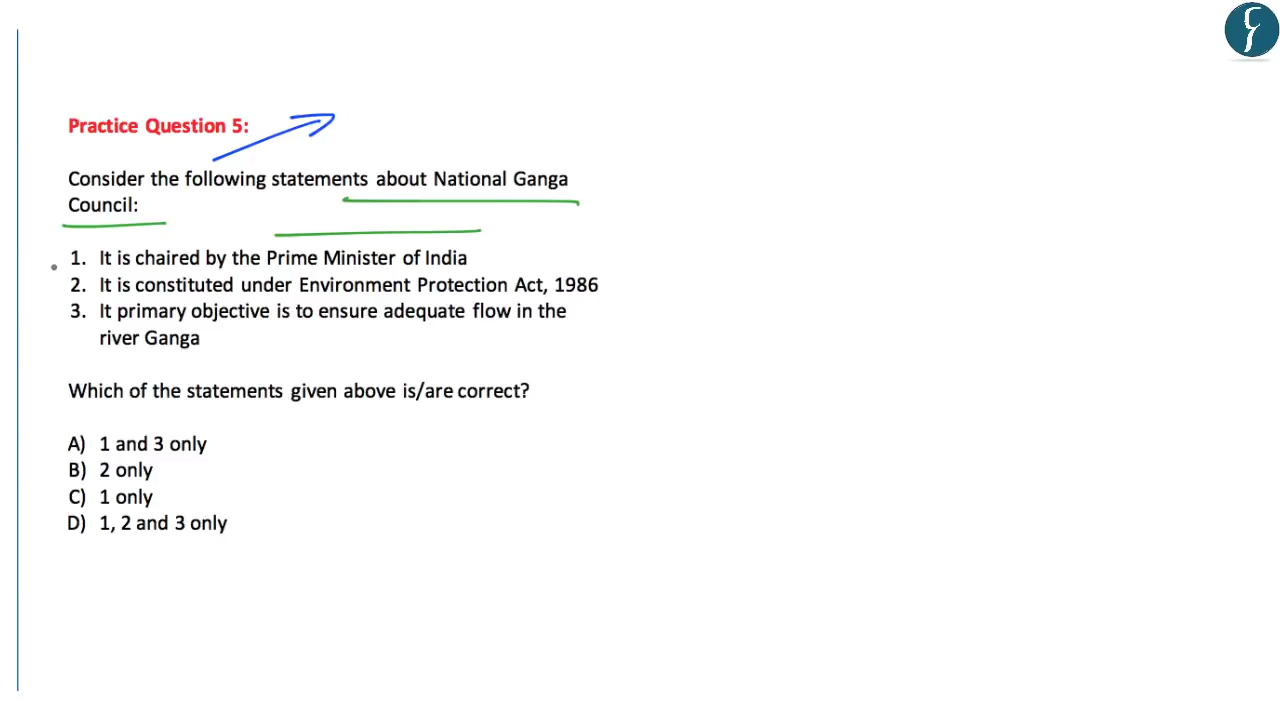 Practice Question 5:
Consider the following statements about National Ganga
Council:
1. It is chaired by the Prime Minister of India
2. It is constituted under Environment Protection Act, 1986
3. It primary objective is to ensure adequate flow in the
river Ganga
Which of the statements given above is/are correct?
A) 1 and 3 only
B) 2 only
C) 1 only
D) 1, 2 and 3 only